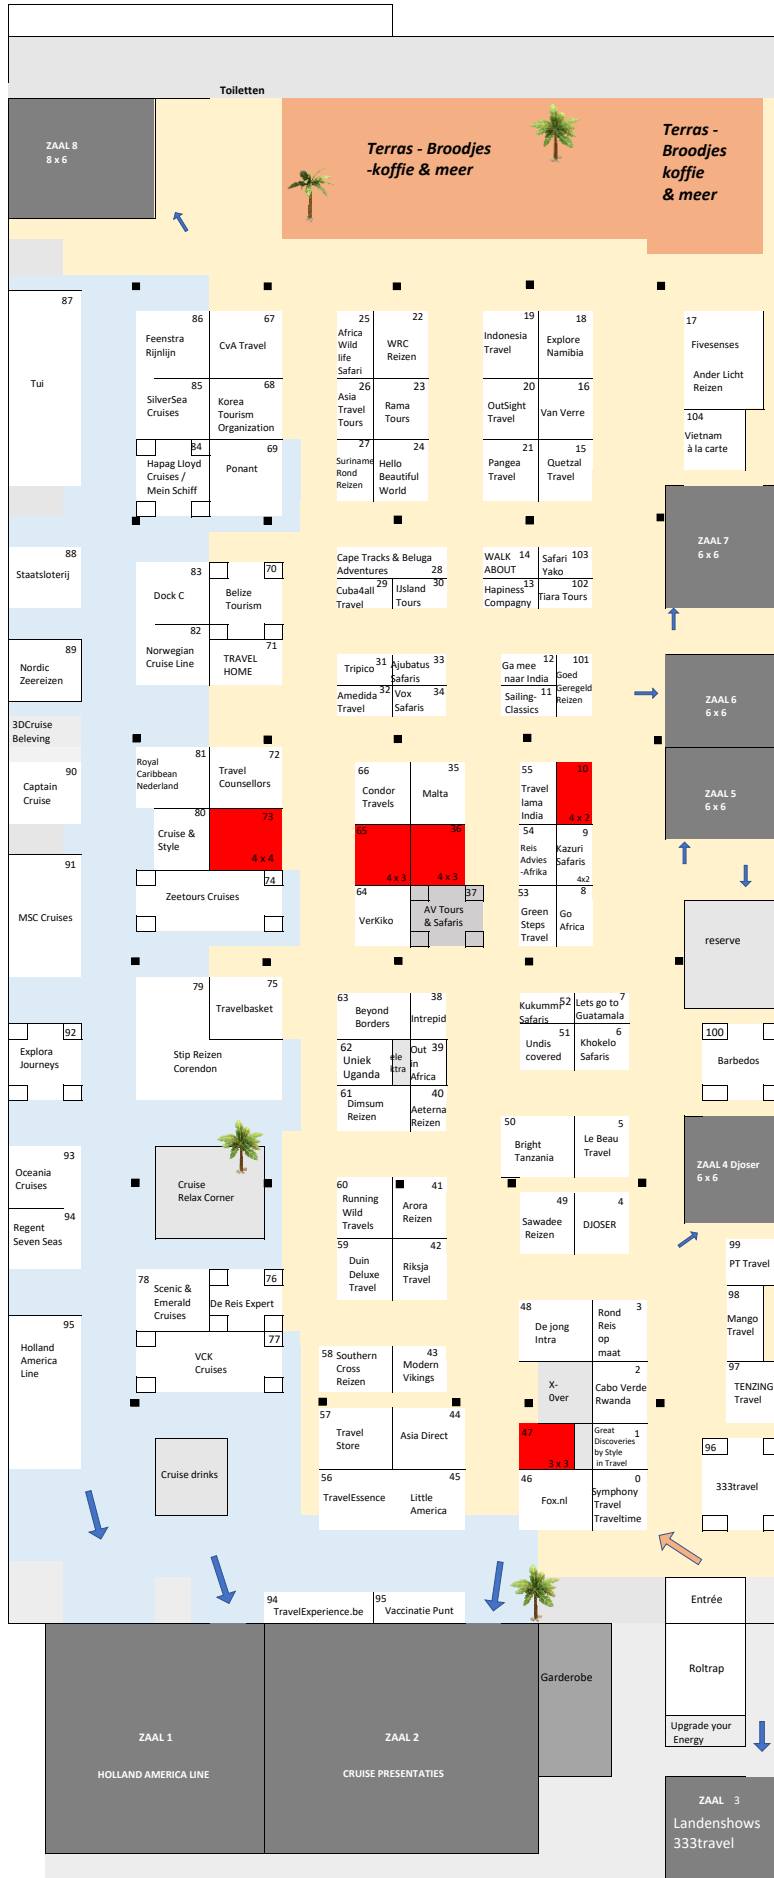 Toiletten
ZAAL 8
8 x 6
Terras - Broodjes
-koffie & meer
Terras -
Broodjes
koffie
& meer
87
Tui
86
Feenstra
Rijnlijn
67
CvA Travel
25
Africa
Wild
life
Safari
22
WRC
Reizen
19
Indonesia
Travel
18
Explore
Namibia
17
Fivesenses
Ander Licht
Reizen
85
SilverSea
Cruises
68
Korea
Tourism
Organization
26
Asia
Travel
Tours
23
Rama
Tours
20
OutSight
Travel
16
Van Verre
104
Vietnam
à la carte
84
Hapag Lloyd
Cruises /
Mein Schiff
69
Ponant
27
Suriname
Rond
Reizen
24
Hello
Beautiful
World
21
Pangea
Travel
15
Quetzal
Travel
ZAAL 7
6 x 6
88
Staatsloterij
83
Dock C
70
Belize
Tourism
Cape Tracks & Beluga
Adventures
28
WALK
ABOUT
14
Safari
Yako
103
29
Cuba4all
Travel
30
IJsland
Tours
13
Hapiness
Compagny
102
Tiara Tours
89
Nordic
Zeereizen
82
Norwegian
Cruise Line
71
TRAVEL
HOME
Tripico
31
Ajubatus
Safaris
33
Ga mee
naar India
12
101
Goed
Geregeld
Reizen
Amedida
Travel
32
Vox
Safaris
34
Sailing-
Classics
11
ZAAL 6
6 x 6
3DCruise
Beleving
90
Captain
Cruise
81
Royal
Caribbean
Nederland
72
Travel
Counsellors
66
Condor
Travels
35
Malta
55
Travel
lama
India
10
4 x 2
ZAAL 5
6 x 6
80
Cruise &
Style
73
4 x 4
65
4 x 3
36
4 x 3
54
Reis
Advies
-Afrika
9
Kazuri
Safaris
4x2
91
MSC Cruises
74
Zeetours Cruises
64
VerKiko
37
AV Tours
& Safaris
53
Green
Steps
Travel
8
Go
Africa
reserve
79
Stip Reizen
Corendon
75
Travelbasket
63
Beyond
Borders
38
Intrepid
52
Kukummi
Safaris
7
Lets go to
Guatamala
92
Explora
Journeys
62
Uniek
Uganda
ele
ktra
39
Out
in
Africa
51
Undis
covered
6
Khokelo
Safaris
100
Barbedos
61
Dimsum
Reizen
40
Aeterna
Reizen
93
Oceania
Cruises
Cruise
Relax Corner
50
Bright
Tanzania
5
Le Beau
Travel
ZAAL 4 Djoser
6 x 6
94
Regent
Seven Seas
60
Running
Wild
Travels
41
Arora
Reizen
49
Sawadee
Reizen
4
DJOSER
59
Duin
Deluxe
Travel
42
Riksja
Travel
99
PT Travel
78
Scenic &
Emerald
Cruises
76
De Reis Expert
98
Mango
Travel
95
Holland
America
Line
77
VCK
Cruises
58
Southern
Cross
Reizen
43
Modern
Vikings
48
De jong
Intra
3
Rond
Reis
op
maat
97
TENZING
Travel
X-
0ver
2
Cabo Verde
Rwanda
57
Travel
Store
44
Asia Direct
47
3 x 3
Great
Discoveries
by Style
in Travel
1
96
333travel
Cruise drinks
56
TravelEssence
45
Little
America
46
Fox.nl
0
Symphony
Travel
Traveltime
94
TravelExperience.be
95
Vaccinatie Punt
Entrée
Roltrap
Upgrade your
Energy
Garderobe
ZAAL 1
HOLLAND AMERICA LINE
ZAAL 2
CRUISE PRESENTATIES
ZAAL 3
Landenshows
333travel